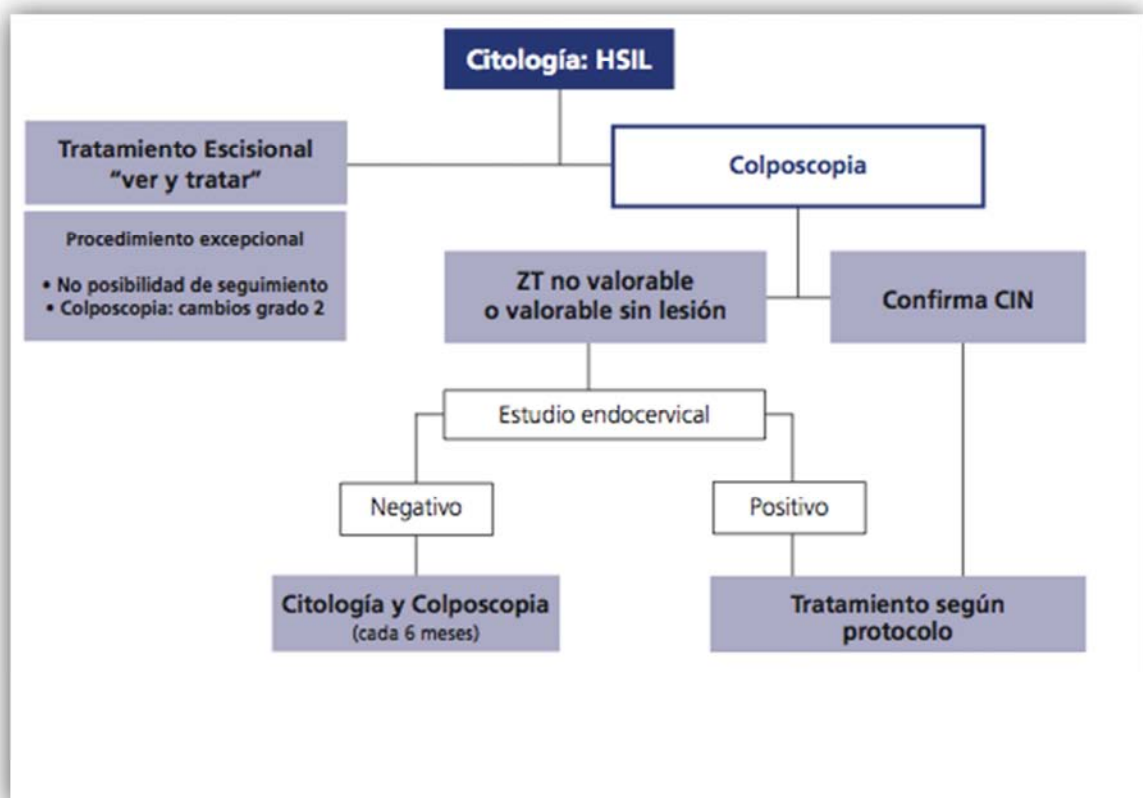 Citología: HSIL
Tratamiento Escisional
“ver y tratar”
Procedimiento excepcional
• No posibilidad de seguimiento
• Colposcopia: cambios grado 2
Colposcopia
ZT no valorable
o valorable sin lesión
Confirma CIN
Estudio endocervical
Negativo
Positivo
Citología y Colposcopia
(cada 6 meses)
Tratamiento según
protocolo